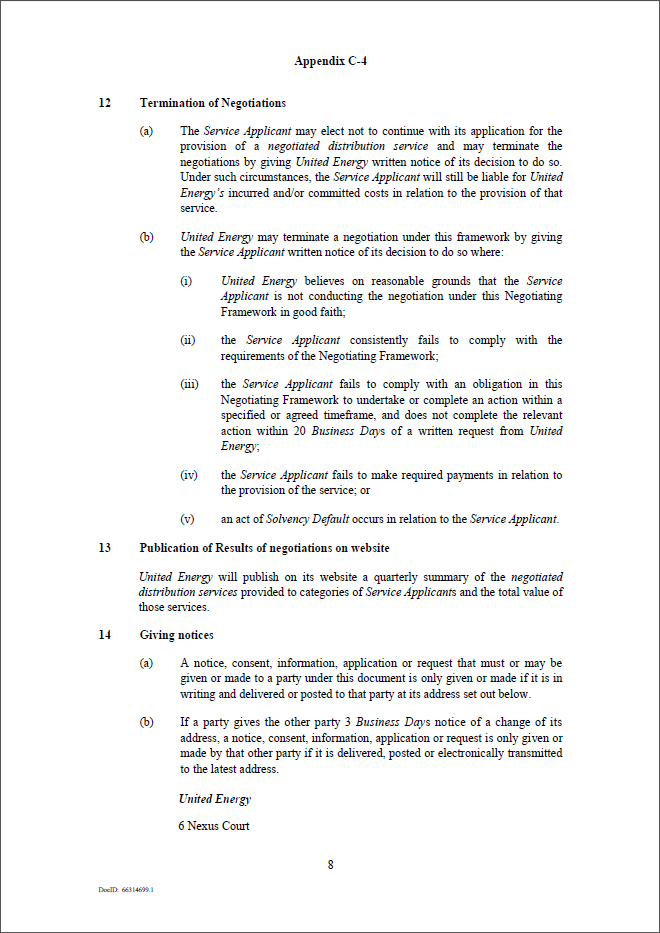 Appendix C-4
12 Termination of Negotiations
(a) The Service Applicant may elect not to continue with its application for the
provision of a negotiated distribution service and may terminate the
negotiations by giving United Energy written notice of its decision to do so.
Under such circumstances, the Service Applicant will still be liable for United
Energy's incurred and/or committed costs in relation to the provision of that
service.
(b) United Energy may terminate a negotiation under this framework by giving
the Service Applicant written notice of its decision to do so where:
(i) United Energy believes on reasonable grounds that the Service
Applicant is not conducting the negotiation under this Negotiating
Framework in good faith;
(ii) the Service Applicant consistently fails to comply with the
requirements of the Negotiating Framework;
(iii) the Service Applicant fails to comply with an obligation in this
Negotiating Framework to undertake or complete an action within a
specified or agreed timeframe, and does not complete the relevant
action within 20 Business Days of a written request from United
Energy;
(iv) the Service Applicant fails to make required payments in relation to
the provision of the service; or
(v) an act of Solvency Default occurs in relation to the Service Applicant.
13 Publication of Results of negotiations on website
United Energy will publish on its website a quarterly summary of the negotiated
distribution services provided to categories of Service Applicants and the total value of
those services.
14 Giving notices
(a) A notice, consent, information, application or request that must or may be
given or made to a party under this document is only given or made if it is in
writing and delivered or posted to that party at its address set out below.
(b) If a party gives the other party 3 Business Days notice of a change of its
address, a notice, consent, information, application or request is only given or
made by that other party if it is delivered, posted or electronically transmitted
to the latest address.
United Energy
6 Nexus Court
8
DocID: 66314699.1